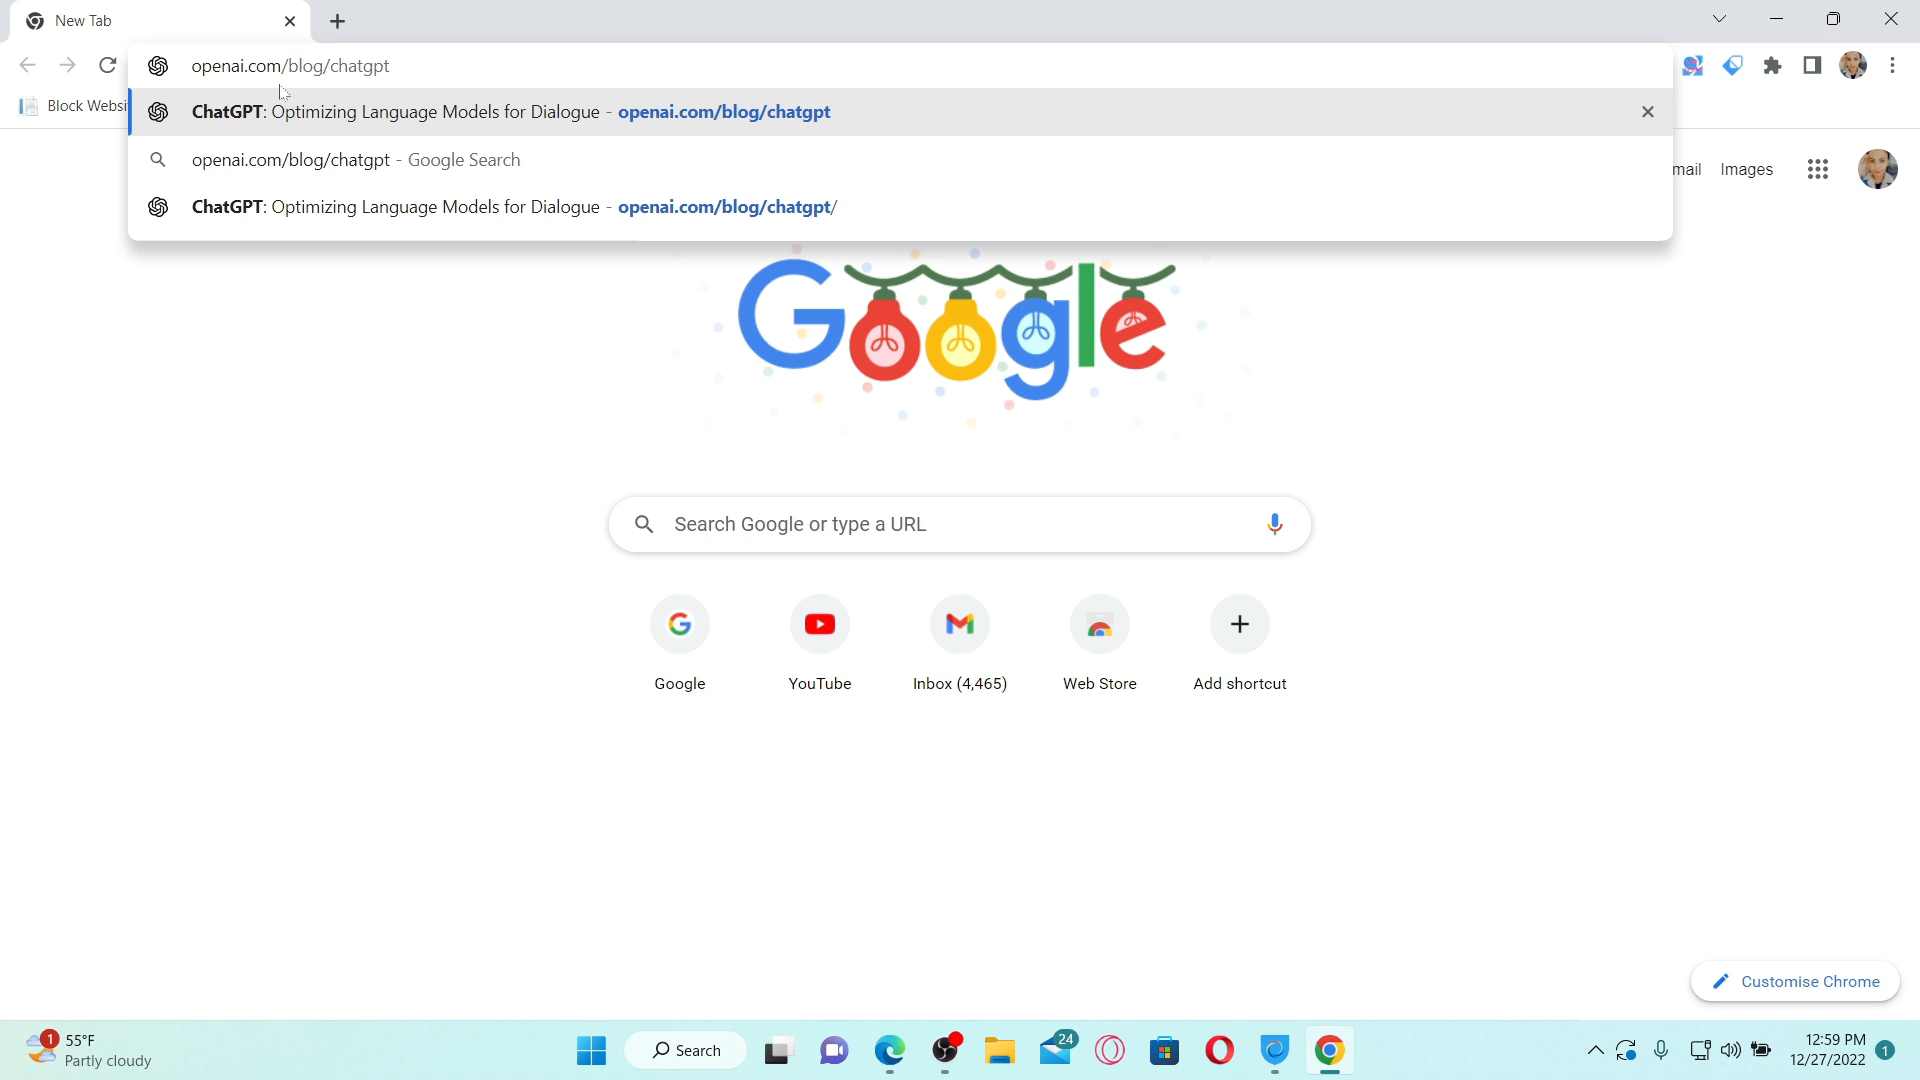 New Tab
openai.com/blog/chatgpt
Block Websi
ChatGPT: Optimizing Language Models for Dialogue - openai.com/blog/chatgpt
openai.com/blog/chatgpt - Google Search
mail Images
ChatGPT: Optimizing Language Models for Dialogue - openai.com/blog/chatgpt/
Google
Search Google or type a URL
Google YouTube Inbox (4,465) Web Store Add shortcut
Customise Chrome
1 55°F
Partly cloudy
Search
24
12:59 PM
12/27/2022
1